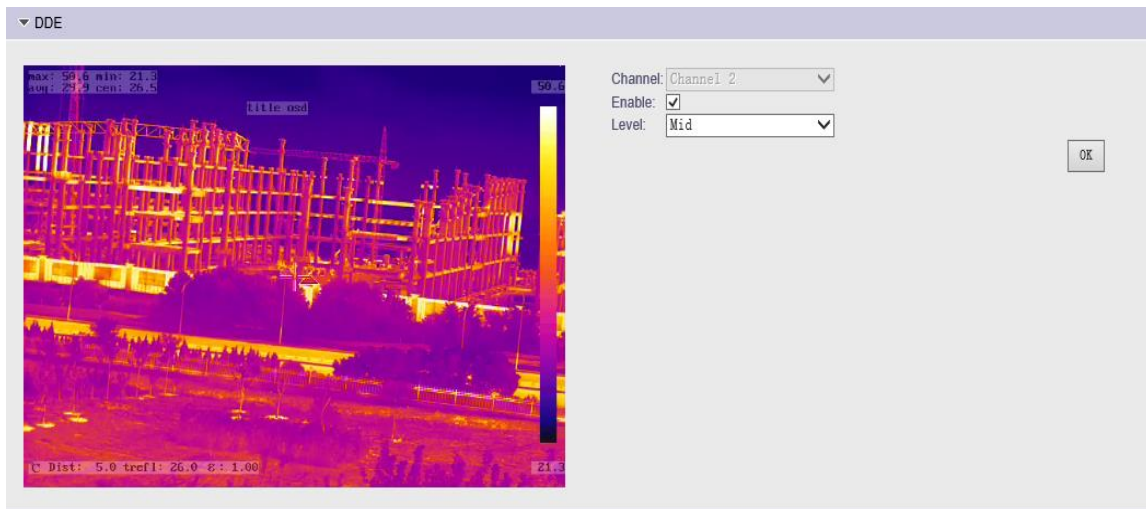 DDE
max: 50.6 min: 21.3
avg: 29.9 cen: 26.5
50.6
title osd
C Dist: 5.0 trefl: 26.0 ε: 1.00
21.3
Channel: Channel 2
Enable:
Level: Mid
OK